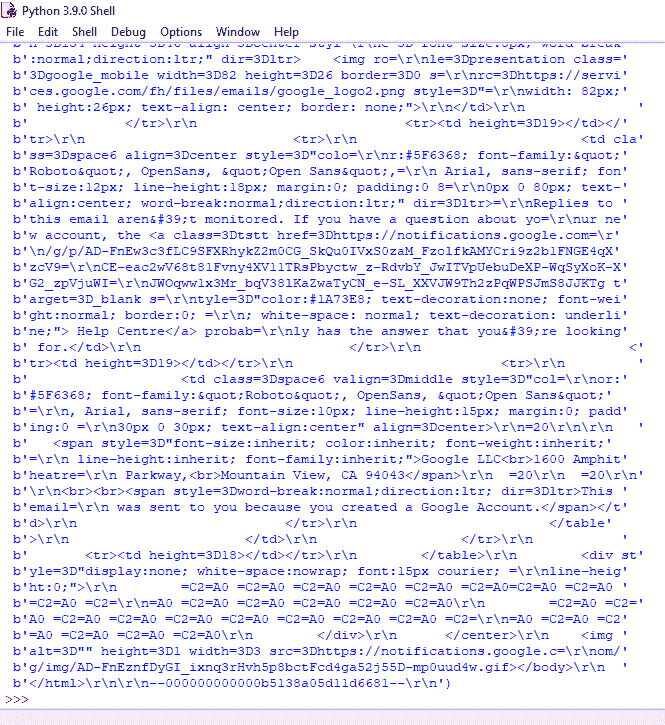 Python 3.9.0 Shell
File Edit Shell Debug Options Window Help
b':normal;direction:ltr;" dir=3Dltr>    <img ro=\r\nle=3Dpresentation class='
b'3Dgoogle_mobile width=3D82 height=3D26 border=3D0 s=\r\nrc=3Dhttps://servi'
b'ces.google.com/fh/files/emails/google_logo2.png style=3D"=\r\nwidth: 82px;'
b' height:26px; text-align: center; border: none;">\r\n</td>\r\n            '
b'            </tr>\r\n                        <tr><td height=3D19></td></'
b'tr>\r\n                        <tr>\r\n                          <td cla'
b'ss=3Dspace6 align=3Dcenter style=3D"colo=\r\nr:#5F6368; font-family:&quot;'
b'Roboto&quot;, OpenSans, &quot;Open Sans&quot;,=\r\n Arial, sans-serif; fon'
b't-size:12px; line-height:18px; margin:0; padding:0 8=\r\n0px 0 80px; text-'
b'align:center; word-break:normal;direction:ltr;" dir=3Dltr>=\r\nReplies to '
b'this email aren&#39;t monitored. If you have a question about yo=\r\nur ne'
b'w account, the <a class=3Dtstt href=3Dhttps://notifications.google.com=\r'
b'\n/g/p/AD-FnEw3c3fLC9SFXRhykZ2m0CG_SkQu0IVxS0zaM_FzolfkAMYCri9z2blFNGE4qX'
b'zcV9=\r\nCE-eac2wV68t81Fvny4XVllTRsPbyctw_z-RdvbY_JwITVpUebuDeXP-WqSyXoK-X'
b'G2_zpVjuWI=\r\nJWOqwwlx3Mr_bqV38lKaZwaTyCN_e-SL_XXVJW9Th2zPqWPSJmS8JJKTg t'
b'arget=3D_blank s=\r\ntyle=3D"color:#1A73E8; text-decoration:none; font-wei'
b'ght:normal; border:0; =\r\n; white-space: normal; text-decoration: underli'
b'ne;"> Help Centre</a> probab=\r\nly has the answer that you&#39;re looking'
b' for.</td>\r\n                        </tr>\r\n                        <'
b'tr><td height=3D19></td></tr>\r\n                        <tr>\r\n        '
b'                <td class=3Dspace6 valign=3Dmiddle style=3D"col=\r\nor:'
b'#5F6368; font-family:&quot;Roboto&quot;, OpenSans, &quot;Open Sans&quot;'
b'=\r\n, Arial, sans-serif; font-size:10px; line-height:15px; margin:0; padd'
b'ing:0 =\r\n30px 0 30px; text-align:center" align=3Dcenter>\r\n=20\r\n\r\n   '
b'   <span style=3D"font-size:inherit; color:inherit; font-weight:inherit;'
b'=\r\n line-height:inherit; font-family:inherit;">Google LLC<br>1600 Amphit'
b'heatre=\r\n Parkway,<br>Mountain View, CA 94043</span>\r\n  =20\r\n  =20\r\n'
b'\r\n<br><br><span style=3Dword-break:normal;direction:ltr; dir=3Dltr>This '
b'email=\r\n was sent to you because you created a Google Account.</span></t'
b'd>\r\n                  </tr>\r\n                    </table'
b'>\r\n                </td>\r\n              </tr>\r\n          '
b'      <tr><td height=3D18></td></tr>\r\n        </table>\r\n      <div st'
b'yle=3D"display:none; white-space:nowrap; font:15px courier; =\r\nline-heig'
b'ht:0;">\r\n        =C2=A0 =C2=A0 =C2=A0 =C2=A0 =C2=A0 =C2=A0 =C2=A0=C2=A0 =C2=A0 '
b'=C2=A0 =C2=\r\n=A0 =C2=A0 =C2=A0 =C2=A0 =C2=A0 =C2=A0\r\n        =C2=A0 =C2='
b'A0 =C2=A0 =C2=A0 =C2=A0 =C2=A0 =C2=A0 =C2=A0 =C2=A0 =C2=\r\n=A0 =C2=A0 =C2'
b'=A0 =C2=A0 =C2=A0 =C2=A0\r\n      </div>\r\n    </center>\r\n    <img '
b'alt=3D"" height=3D1 width=3D3 src=3Dhttps://notifications.google.c=\r\nom/'
b'g/img/AD-FnEznfDyGI_ixnq3rHvh5p8bctFcd4ga52j55D-mp0uud4w.gif></body>\r\n  '
b'</html>\r\n\r\n--000000000000b5138a05d11d6681--\r\n')
>>>